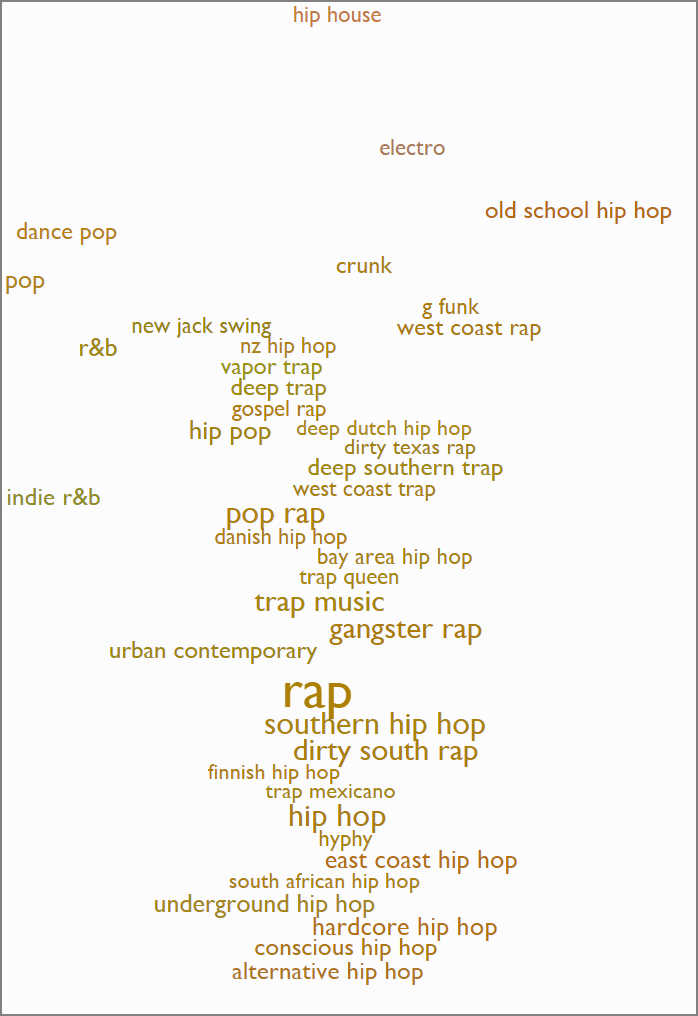 hip house
electro
old school hip hop
dance pop
crunk
pop
g funk
new jack swing
west coast rap
r&b
nz hip hop
vapor trap
deep trap
gospel rap
hip pop
deep dutch hip hop
dirty texas rap
deep southern trap
west coast trap
indie r&b
pop rap
danish hip hop
bay area hip hop
trap queen
trap music
gangster rap
urban contemporary
rap
southern hip hop
dirty south rap
finnish hip hop
trap mexicano
hip hop
hyphy
east coast hip hop
south african hip hop
underground hip hop
hardcore hip hop
conscious hip hop
alternative hip hop